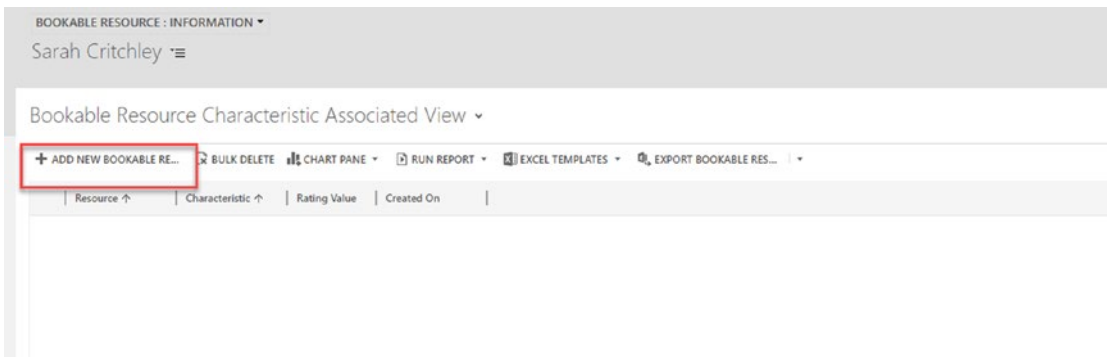 BOOKABLE RESOURCE : INFORMATION
Sarah Critchley
Bookable Resource Characteristic Associated View
ADD NEW BOOKABLE RE... BULK DELETE CHART PANE RUN REPORT EXCEL TEMPLATES EXPORT BOOKABLE RES...
Resource ↑ Characteristic ↑ Rating Value Created On